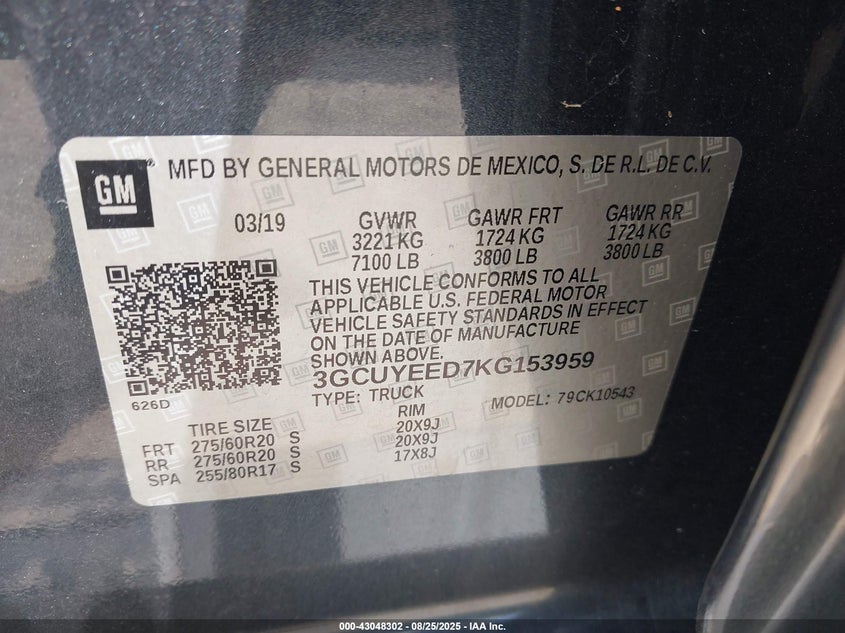 GM
MFD BY GENERAL MOTORS DE MEXICO, S. DE R.L. DE C.V.
03/19 GVWR GAWR FRT GAWR RR
3221 KG 1724 KG 1724 KG
7100 LB 3800 LB 3800 LB
THIS VEHICLE CONFORMS TO ALL
APPLICABLE U.S. FEDERAL MOTOR
VEHICLE SAFETY STANDARDS IN EFFECT
ON THE DATE OF MANUFACTURE
SHOWN ABOVE.
3GCUYEED7KG153959
626D TYPE: TRUCK MODEL: 79CK10543
TIRE SIZE RIM
FRT 275/60R20 S 20X9J
RR 275/60R20 S 20X9J
SPA 255/80R17 S 17X8J
000-43048302 - 08/25/2025 - IAA Inc.